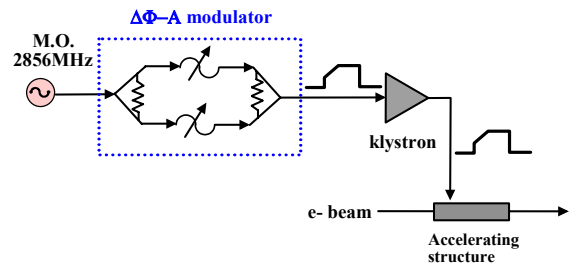 ΔΦ–A modulator
M.O.
2856MHz
klystron
e- beam
Accelerating
structure